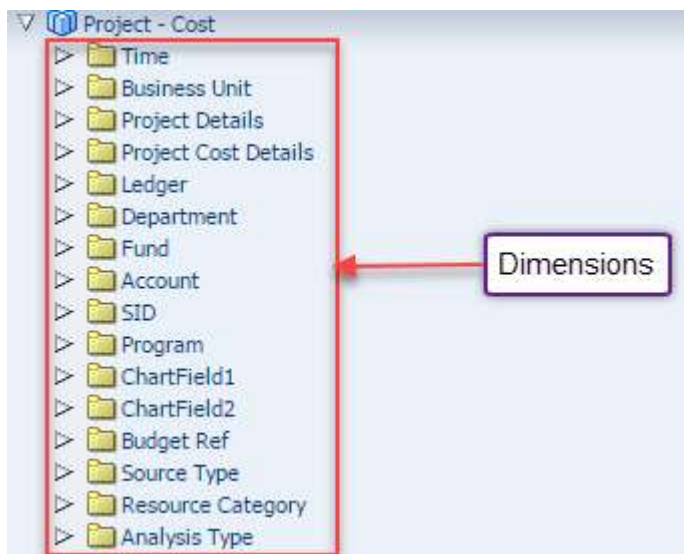 Project - Cost
Time
Business Unit
Project Details
Project Cost Details
Ledger
Department
Fund
Account
SID
Program
ChartField1
ChartField2
Budget Ref
Source Type
Resource Category
Analysis Type
Dimensions